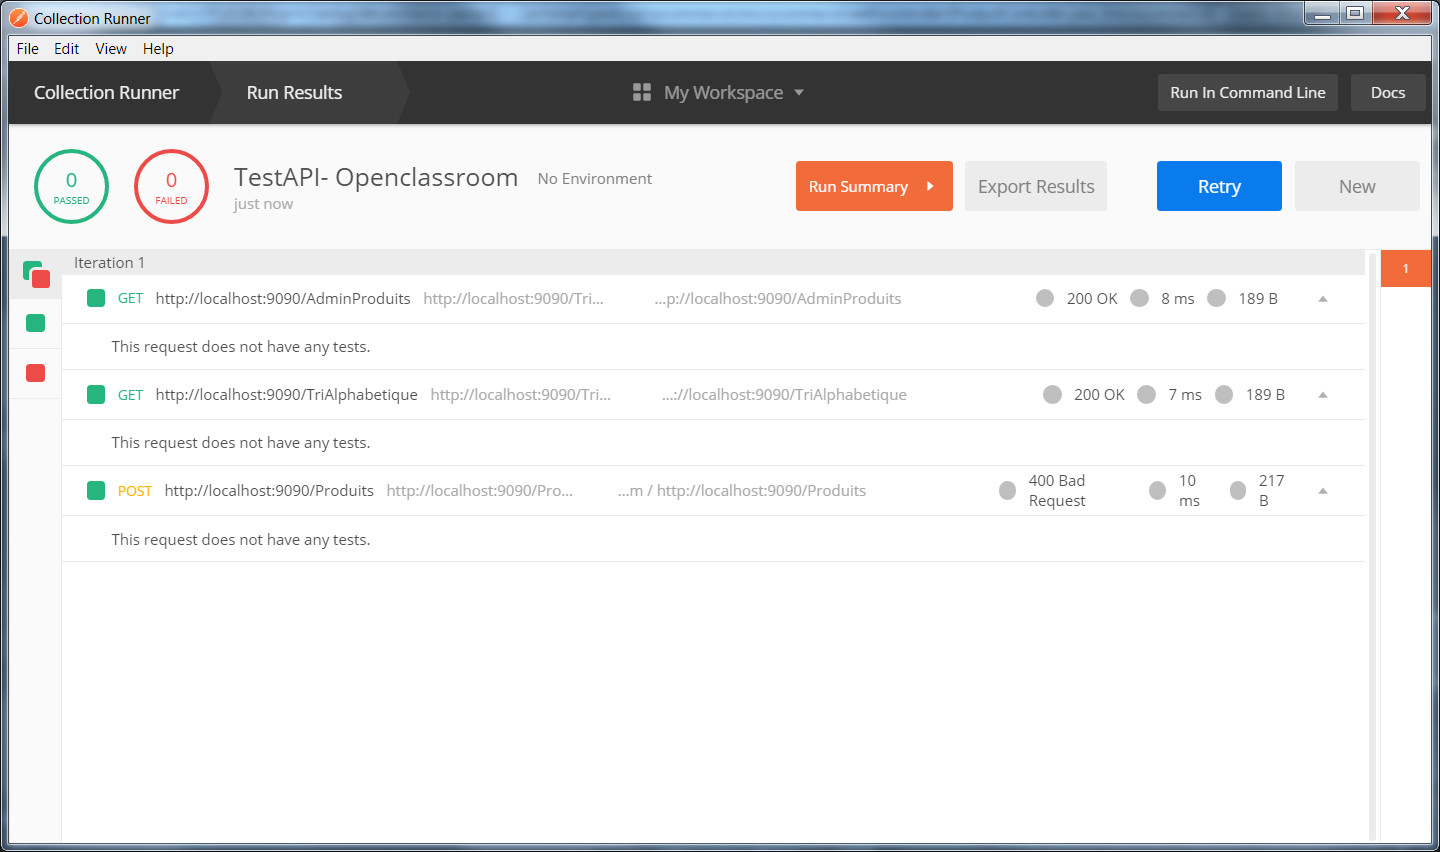 Collection Runner
File Edit View Help
Collection Runner Run Results My Workspace Run In Command Line Docs
0 PASSED
0 FAILED
TestAPI- Openclassroom No Environment
just now
Run Summary Export Results Retry New
Iteration 1
1
GET http://localhost:9090/AdminProduits http://localhost:9090/Tri... ...p://localhost:9090/AdminProduits 200 OK 8 ms 189 B
This request does not have any tests.
GET http://localhost:9090/TriAlphabetique http://localhost:9090/Tri... ...://localhost:9090/TriAlphabetique 200 OK 7 ms 189 B
This request does not have any tests.
POST http://localhost:9090/Produits http://localhost:9090/Pro... ...m / http://localhost:9090/Produits 400 Bad Request 10 ms 217 B
This request does not have any tests.